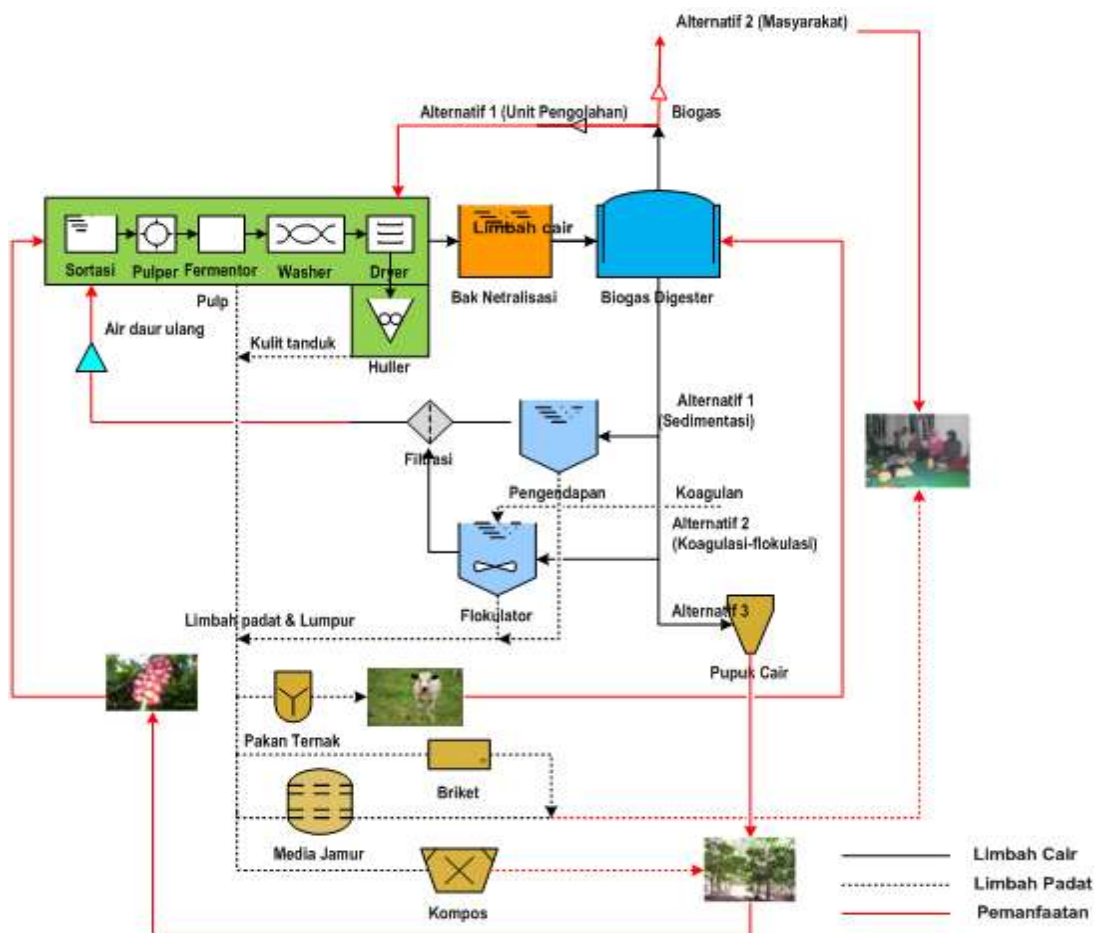 Alternatif 2 (Masyarakat)
Alternatif 1 (Unit Pengolahan)
Biogas
Limbah cair
Sortasi
Pulper
Fermentor
Washer
Dryer
Bak Netralisasi
Biogas Digester
Pulp
Air daur ulang
Kulit tanduk
Huller
Alternatif 1
(Sedimentasi)
Filtrasi
Pengendapan
Koagulan
Alternatif 2
(Koagulasi-flokulasi)
Flokulator
Alternatif 3
Limbah padat & Lumpur
Pupuk Cair
Pakan Ternak
Briket
Media Jamur
Kompos
Limbah Cair
Limbah Padat
Pemanfaatan